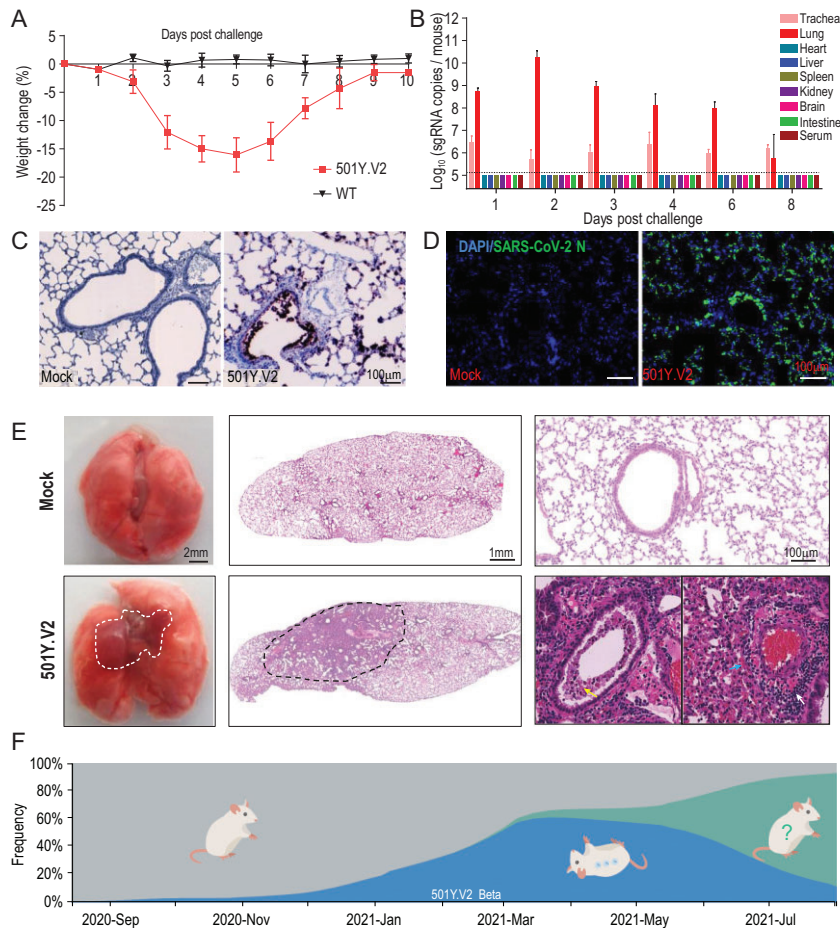 A
Days post challenge
Weight change (%)
5
0
-5
-10
-15
-20
-25
1 2 3 4 5 6 7 8 9 10
501Y.V2
WT
B
Log10 (sgRNA copies / mouse)
12
10
9
8
7
6
5
1 2 3 4 6 8
Days post challenge
Trachea
Lung
Heart
Liver
Spleen
Kidney
Brain
Intestine
Serum
C
Mock
501Y.V2
100μm
D
DAPI/SARS-CoV-2 N
Mock
501Y.V2
100μm
E
Mock
2mm
1mm
100μm
501Y.V2
F
Frequency
100%
80%
60%
40%
20%
0%
?
501Y.V2 Beta
2020-Sep 2020-Nov 2021-Jan 2021-Mar 2021-May 2021-Jul